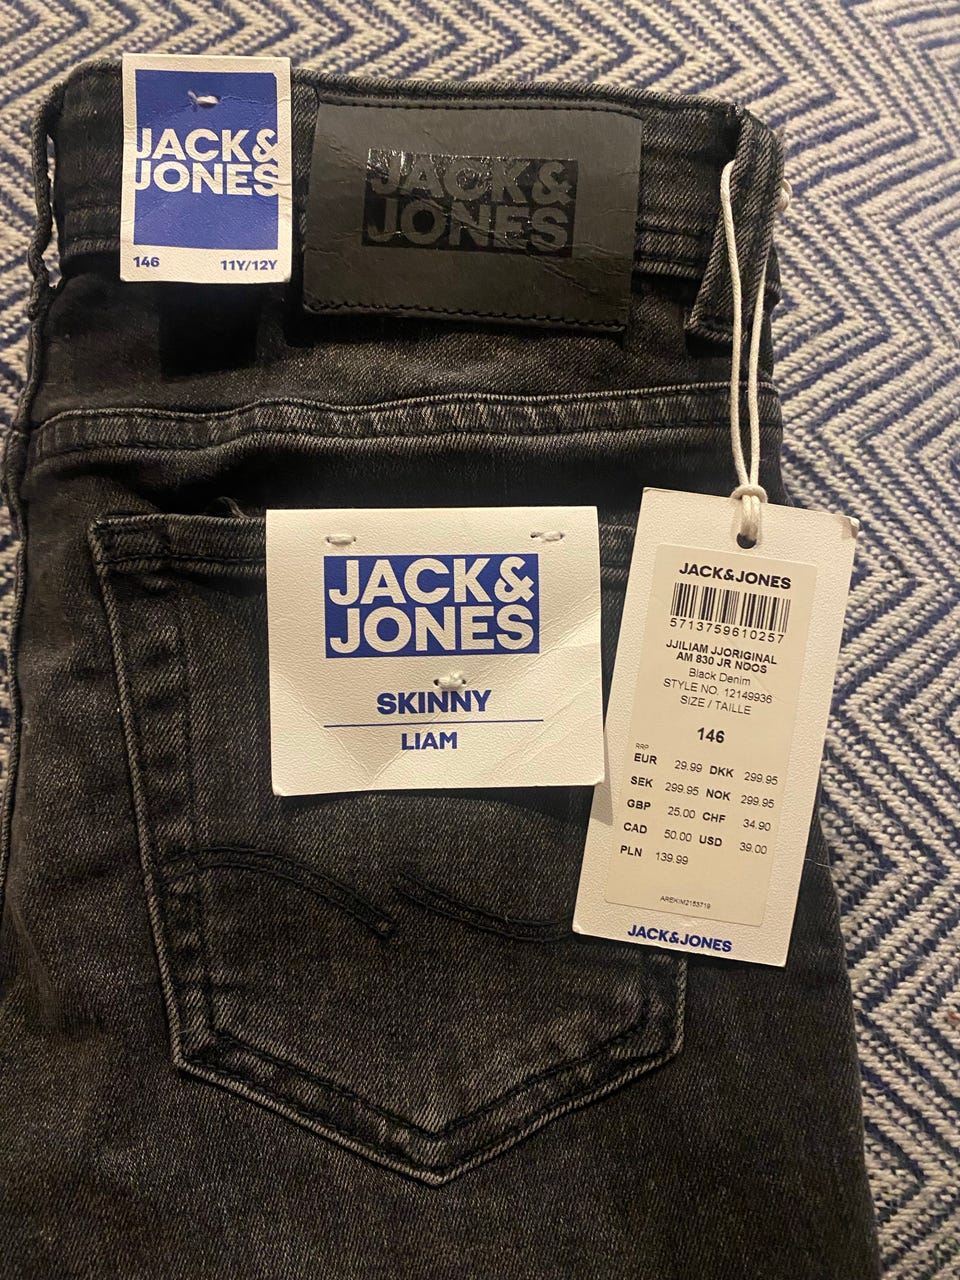 JACK&
JONES
146 11Y/12Y
JACK&
JONES
JACK&
JONES
SKINNY
LIAM
JACK&JONES
5713759610257
JJILIAM JJORIGINAL
AM 830 JR NOOS
Black Denim
STYLE NO. 12149936
SIZE / TAILLE
146
RRP
EUR 29.99 DKK 299.95
SEK 299.95 NOK 299.95
GBP 25.00 CHF 34.90
CAD 50.00 USD 39.00
PLN 139.99
AREKIM2153719
JACK&JONES